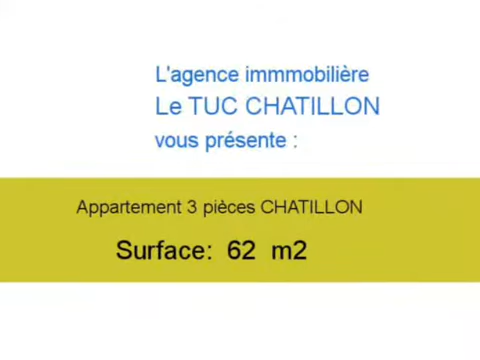 L'agence immmobilière
Le TUC CHATILLON
vous présente :
Appartement 3 pièces CHATILLON
Surface: 62 m2